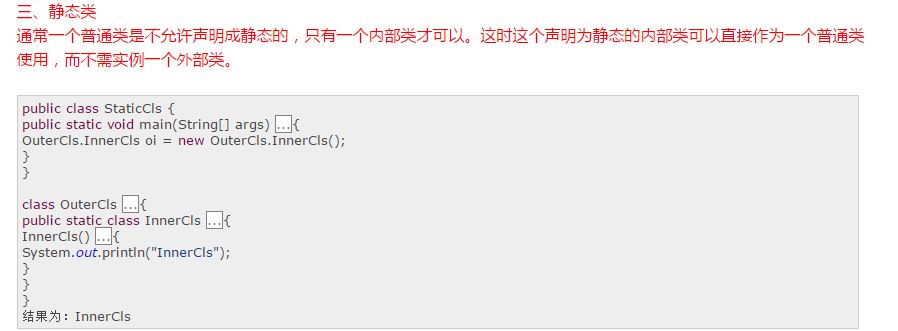 三、静态类
通常一个普通类是不允许声明成静态的，只有一个内部类才可以。这时这个声明为静态的内部类可以直接作为一个普通类
使用，而不需实例一个外部类。
public class StaticCls {
public static void main(String[] args) ...{
OuterCls.InnerCls oi = new OuterCls.InnerCls();
}
}
class OuterCls ...{
public static class InnerCls ...{
InnerCls() ...{
System.out.println("InnerCls");
}
}
}
结果为：InnerCls